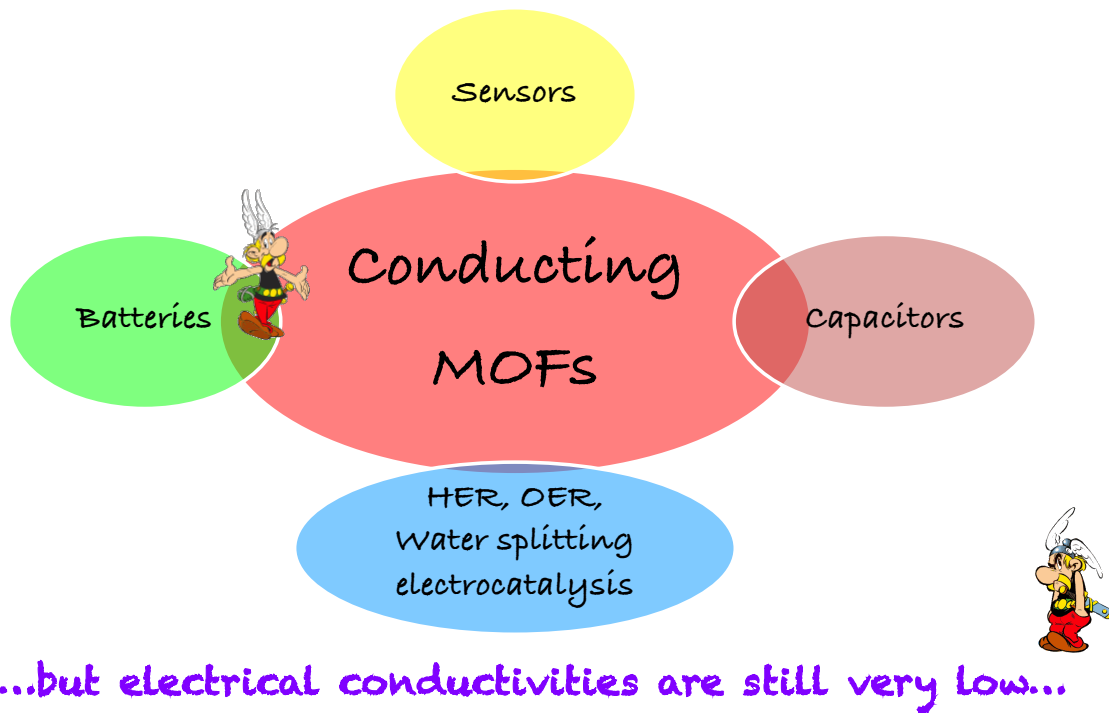 Sensors
Conducting
MOFs
Batteries
Capacitors
HER, OER,
Water splitting
electrocatalysis
...but electrical conductivities are still very low...